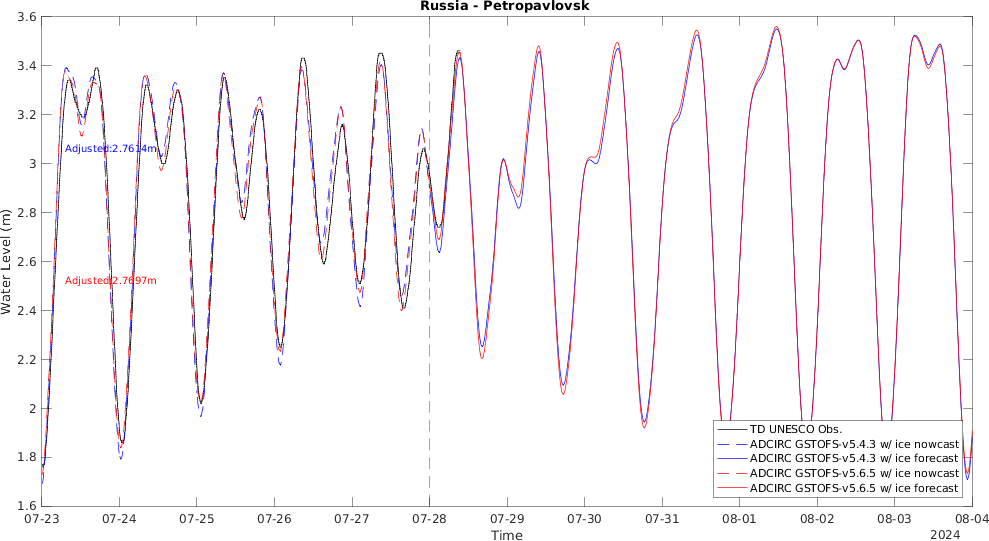 Russia - Petropavlovsk
3.6
3.4
3.2
3
2.8
2.6
2.4
2.2
2
1.8
1.6
Water Level (m)
Adjusted:2.7614m
Adjusted:2.7697m
TD UNESCO Obs.
ADCIRC GSTOFS-v5.4.3 w/ ice nowcast
ADCIRC GSTOFS-v5.4.3 w/ ice forecast
ADCIRC GSTOFS-v5.6.5 w/ ice nowcast
ADCIRC GSTOFS-v5.6.5 w/ ice forecast
07-23 07-24 07-25 07-26 07-27 07-28 07-29 07-30 07-31 08-01 08-02 08-03 08-04
Time
2024